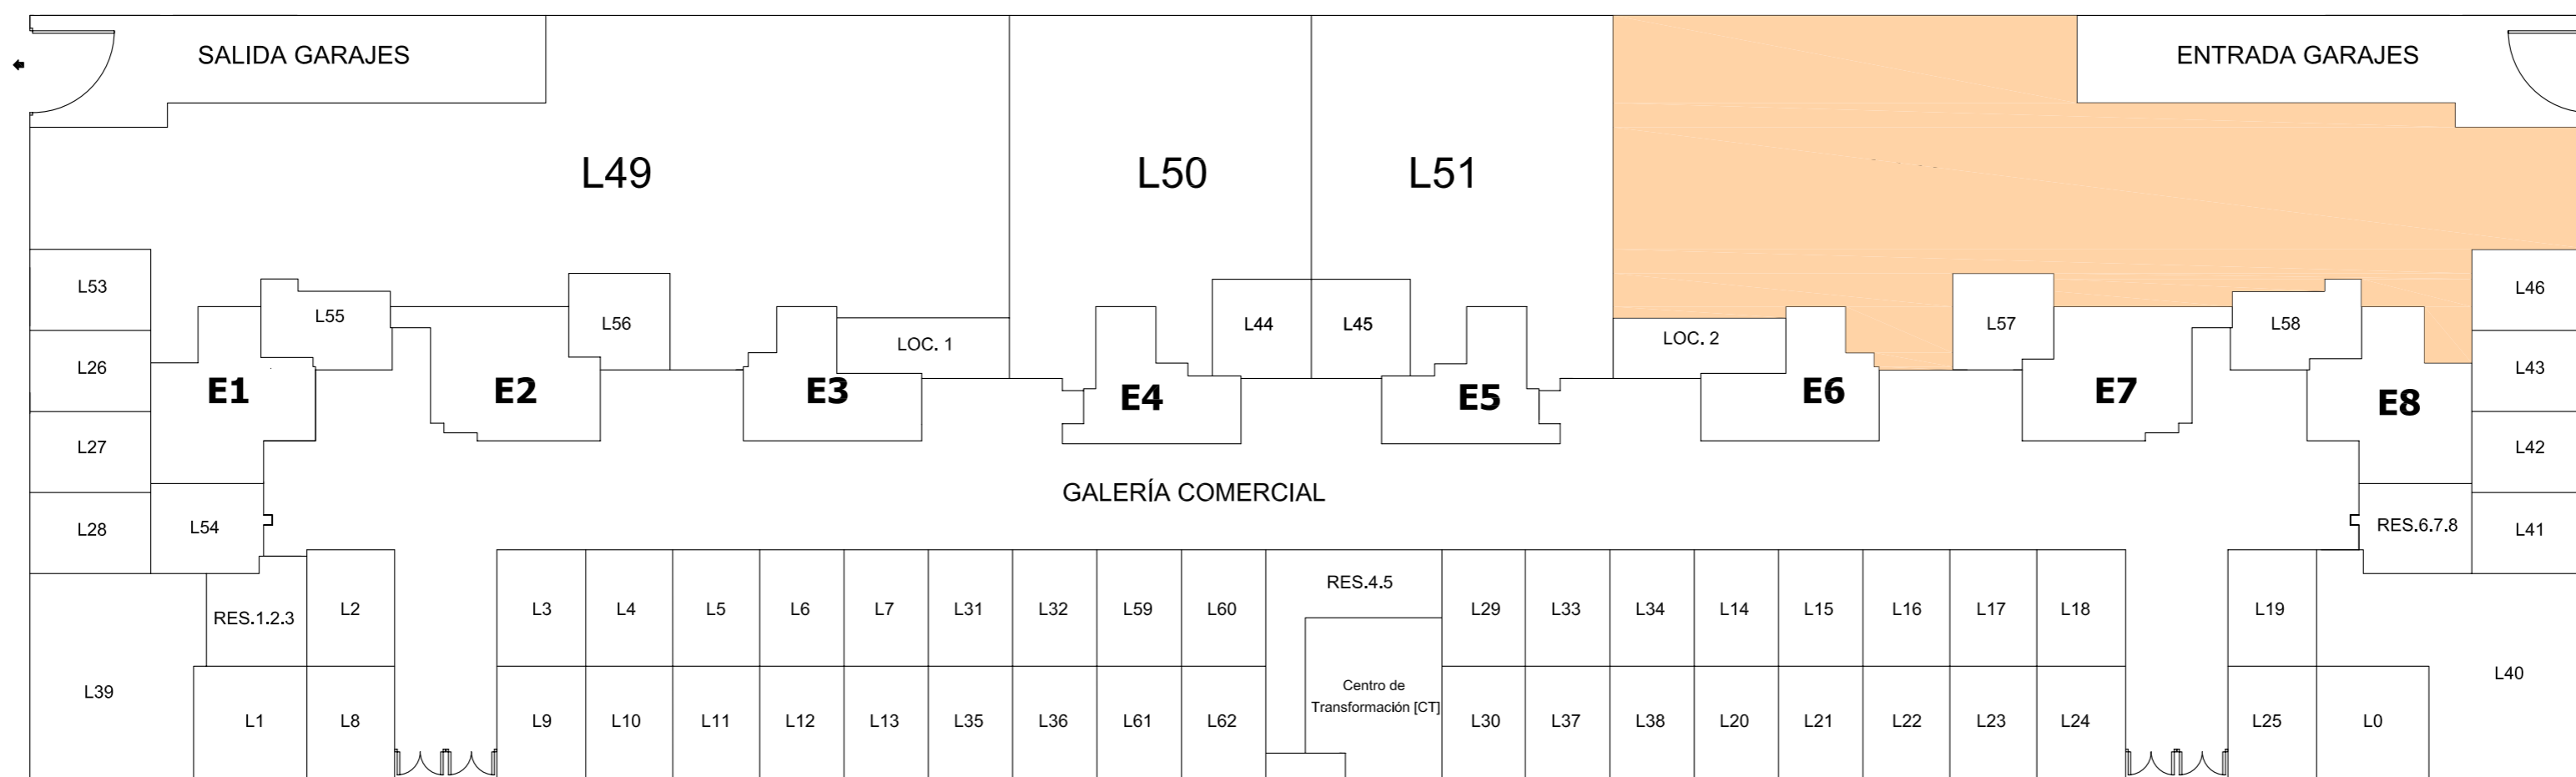 SALIDA GARAJES
ENTRADA GARAJES
L49
L50
L51
L53
L46
L55
L56
LOC. 1
L44
L45
LOC. 2
L57
L58
L26
L43
E1
E2
E3
E4
E5
E6
E7
E8
L27
L42
GALERÍA COMERCIAL
L28
L54
RES.6.7.8
L41
RES.1.2.3
L2
L3
L4
L5
L6
L7
L31
L32
L59
L60
RES.4.5
L29
L33
L34
L14
L15
L16
L17
L18
L19
L39
L40
Centro de
Transformación [CT]
L1
L8
L9
L10
L11
L12
L13
L35
L36
L61
L62
L30
L37
L38
L20
L21
L22
L23
L24
L25
L0